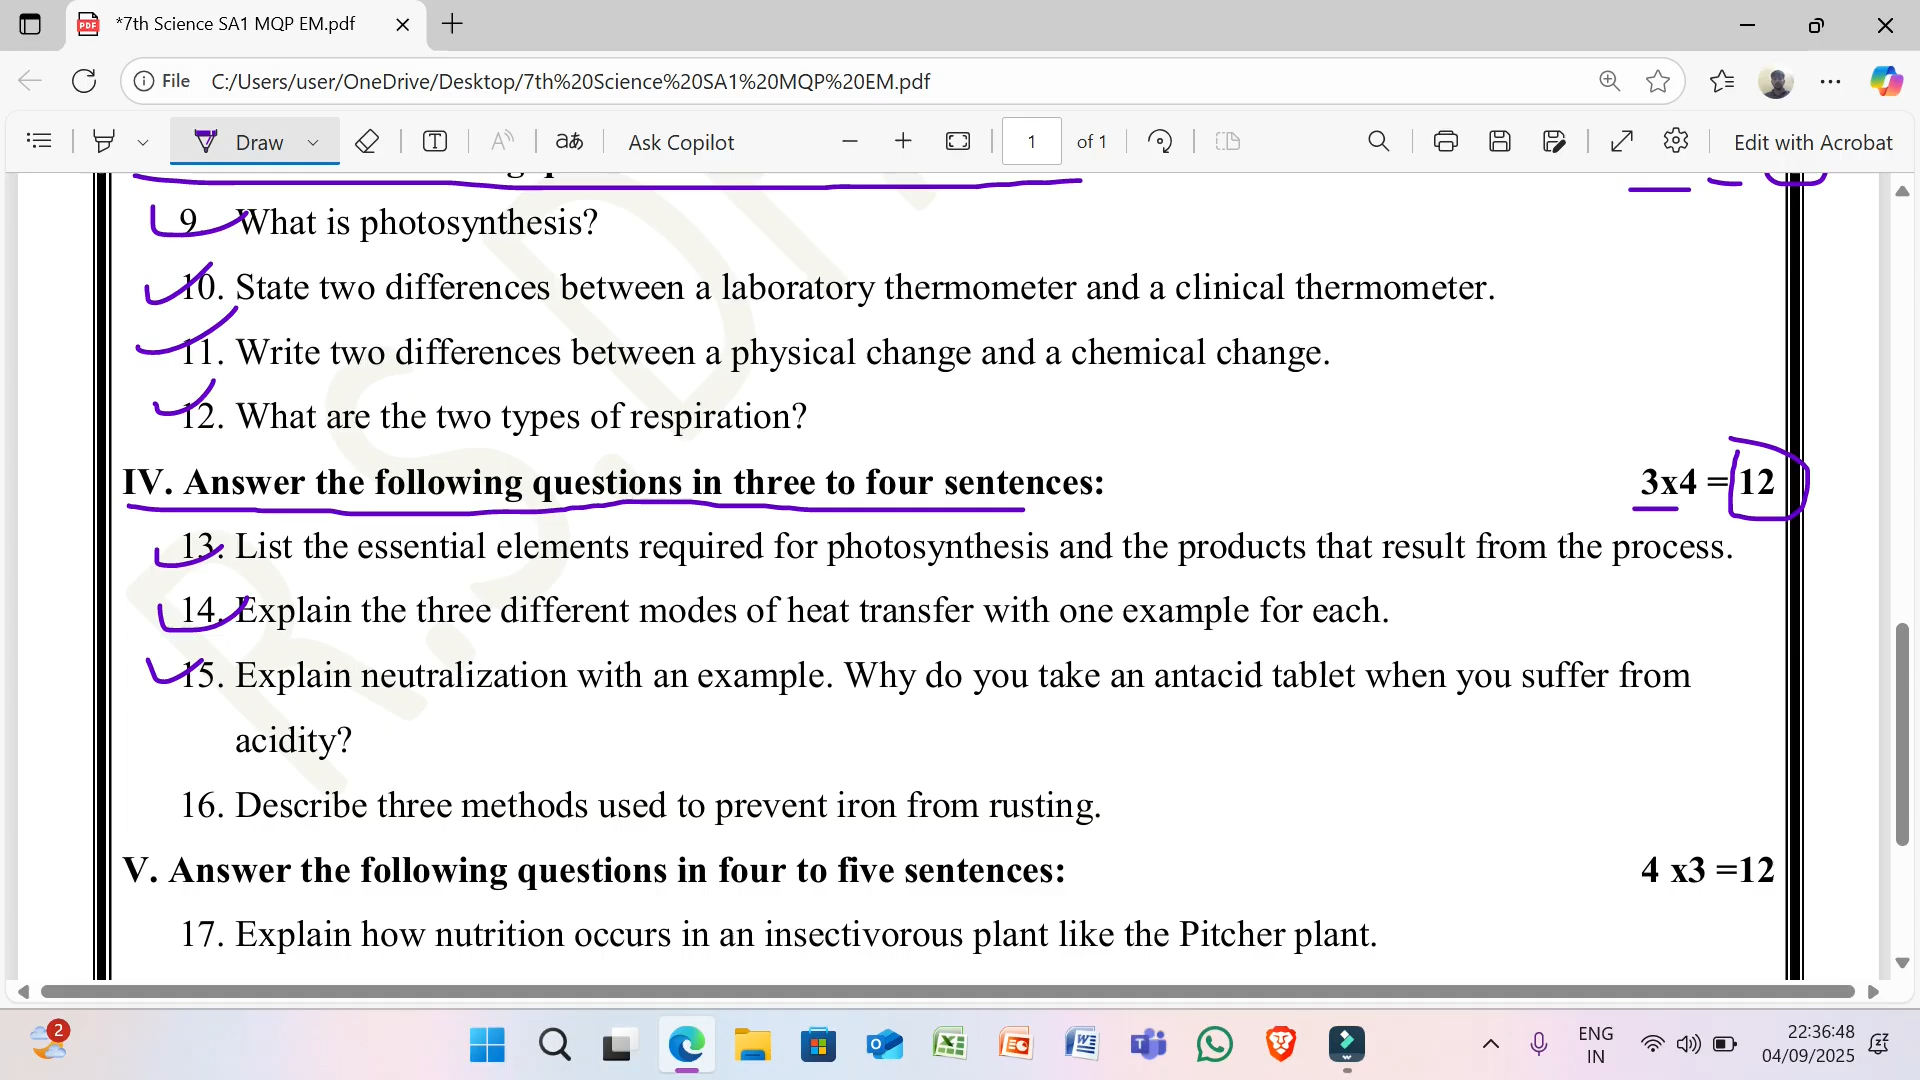 *7th Science SA1 MQP EM.pdf
File C:/Users/user/OneDrive/Desktop/7th%20Science%20SA1%20MQP%20EM.pdf
Draw Ask Copilot 1 of 1 Edit with Acrobat
9. What is photosynthesis?
10. State two differences between a laboratory thermometer and a clinical thermometer.
11. Write two differences between a physical change and a chemical change.
12. What are the two types of respiration?
IV. Answer the following questions in three to four sentences: 3x4 = 12
13. List the essential elements required for photosynthesis and the products that result from the process.
14. Explain the three different modes of heat transfer with one example for each.
15. Explain neutralization with an example. Why do you take an antacid tablet when you suffer from
acidity?
16. Describe three methods used to prevent iron from rusting.
V. Answer the following questions in four to five sentences: 4 x3 =12
17. Explain how nutrition occurs in an insectivorous plant like the Pitcher plant.
2
ENG
IN
22:36:48
04/09/2025